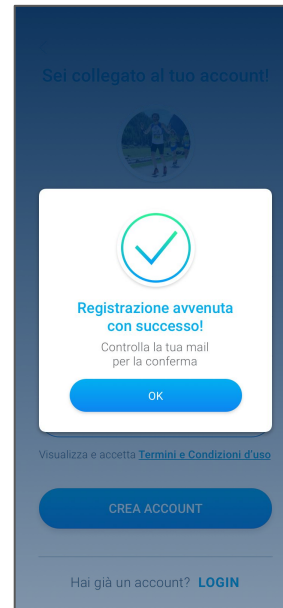 Sei collegato al tuo account!
Registrazione avvenuta
con successo!
Controlla la tua mail
per la conferma
OK
Visualizza e accetta Termini e Condizioni d'uso
CREA ACCOUNT
Hai già un account? LOGIN